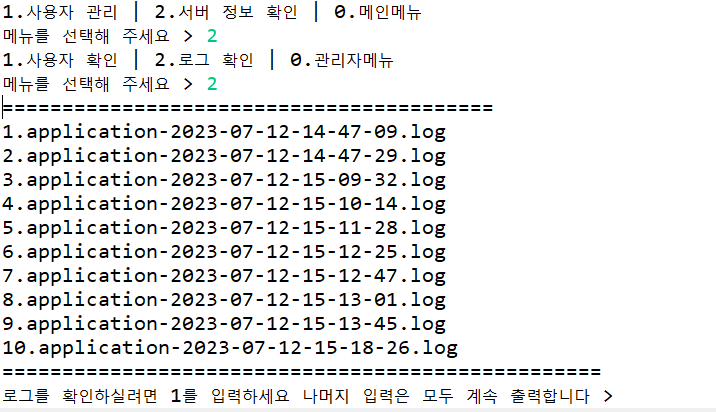 1.사용자 관리 | 2.서버 정보 확인 | 0.메인메뉴
메뉴를 선택해 주세요 > 2
1.사용자 확인 | 2.로그 확인 | 0.관리자메뉴
메뉴를 선택해 주세요 > 2
=========================================
1.application-2023-07-12-14-47-09.log
2.application-2023-07-12-14-47-29.log
3.application-2023-07-12-15-09-32.log
4.application-2023-07-12-15-10-14.log
5.application-2023-07-12-15-11-28.log
6.application-2023-07-12-15-12-25.log
7.application-2023-07-12-15-12-47.log
8.application-2023-07-12-15-13-01.log
9.application-2023-07-12-15-13-45.log
10.application-2023-07-12-15-18-26.log
==================================================
로그를 확인하실려면 1를 입력하세요 나머지 입력은 모두 계속 출력합니다 >